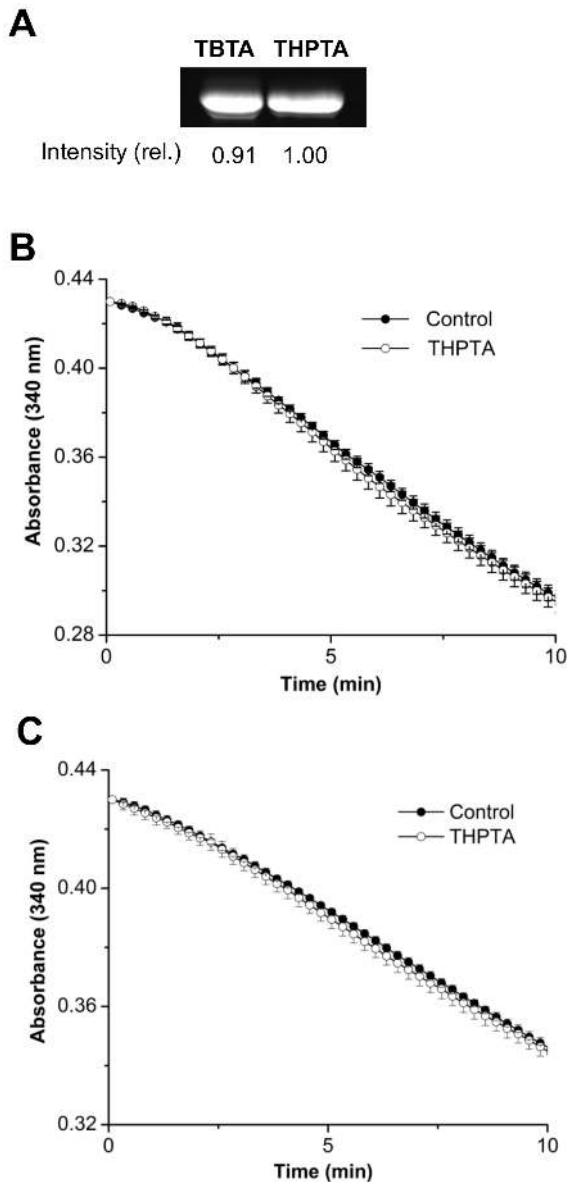 A
TBTA THPTA
Intensity (rel.) 0.91 1.00
B
0.44
0.40
0.36
0.32
0.28
Absorbance (340 nm)
Control
THPTA
0 5 10
Time (min)
C
0.44
0.40
0.36
0.32
Absorbance (340 nm)
Control
THPTA
0 5 10
Time (min)